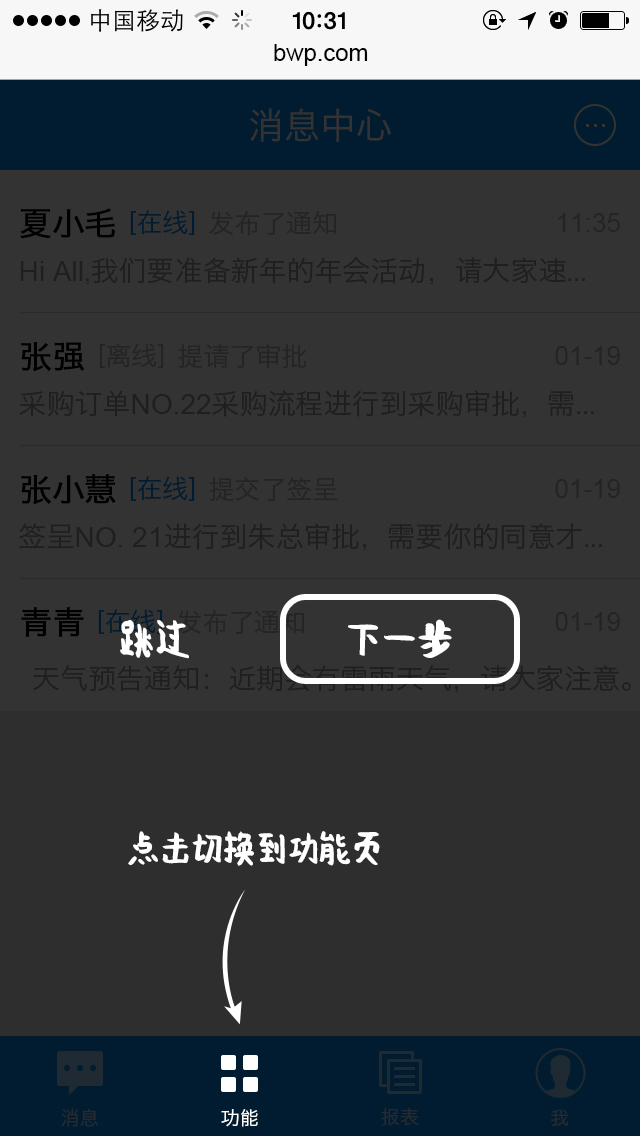 中国移动 10:31
bwp.com
消息中心
夏小毛 [在线] 发布了通知 11:35
Hi All,我们要准备新年的年会活动，请大家速...
张强 [离线] 提请了审批 01-19
采购订单NO.22采购流程进行到采购审批，需...
张小慧 [在线] 提交了签呈 01-19
签呈NO. 21进行到朱总审批，需要你的同意才...
青青 [在线] 发布了通知 01-19
跳过 下一步
天气预告通知：近期会有雷雨天气，请大家注意。
点击切换到功能页
消息 功能 报表 我